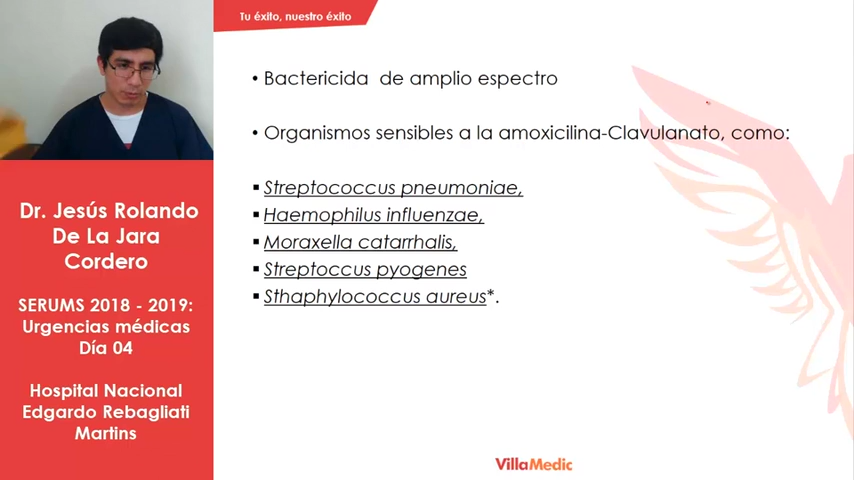 Tu éxito, nuestro éxito
• Bactericida de amplio espectro
• Organismos sensibles a la amoxicilina-Clavulanato, como:
▪ Streptococcus pneumoniae,
▪ Haemophilus influenzae,
▪ Moraxella catarrhalis,
▪ Streptoccus pyogenes
▪ Sthaphylococcus aureus*.
Dr. Jesús Rolando
De La Jara
Cordero
SERUMS 2018 - 2019:
Urgencias médicas
Día 04
Hospital Nacional
Edgardo Rebagliati
Martins
VillaMedic